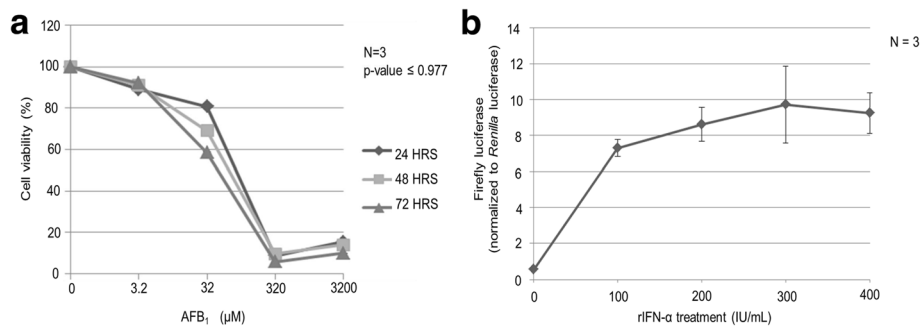 a
120
100
80
60
40
20
0
Cell viability (%)
0 3.2 32 320 3200
AFB₁ (µM)
N=3
p-value ≤ 0.977
24 HRS
48 HRS
72 HRS
b
N = 3
14
12
10
8
6
4
2
0
Firefly luciferase
(normalized to Renilla luciferase)
0 100 200 300 400
rIFN-α treatment (IU/mL)